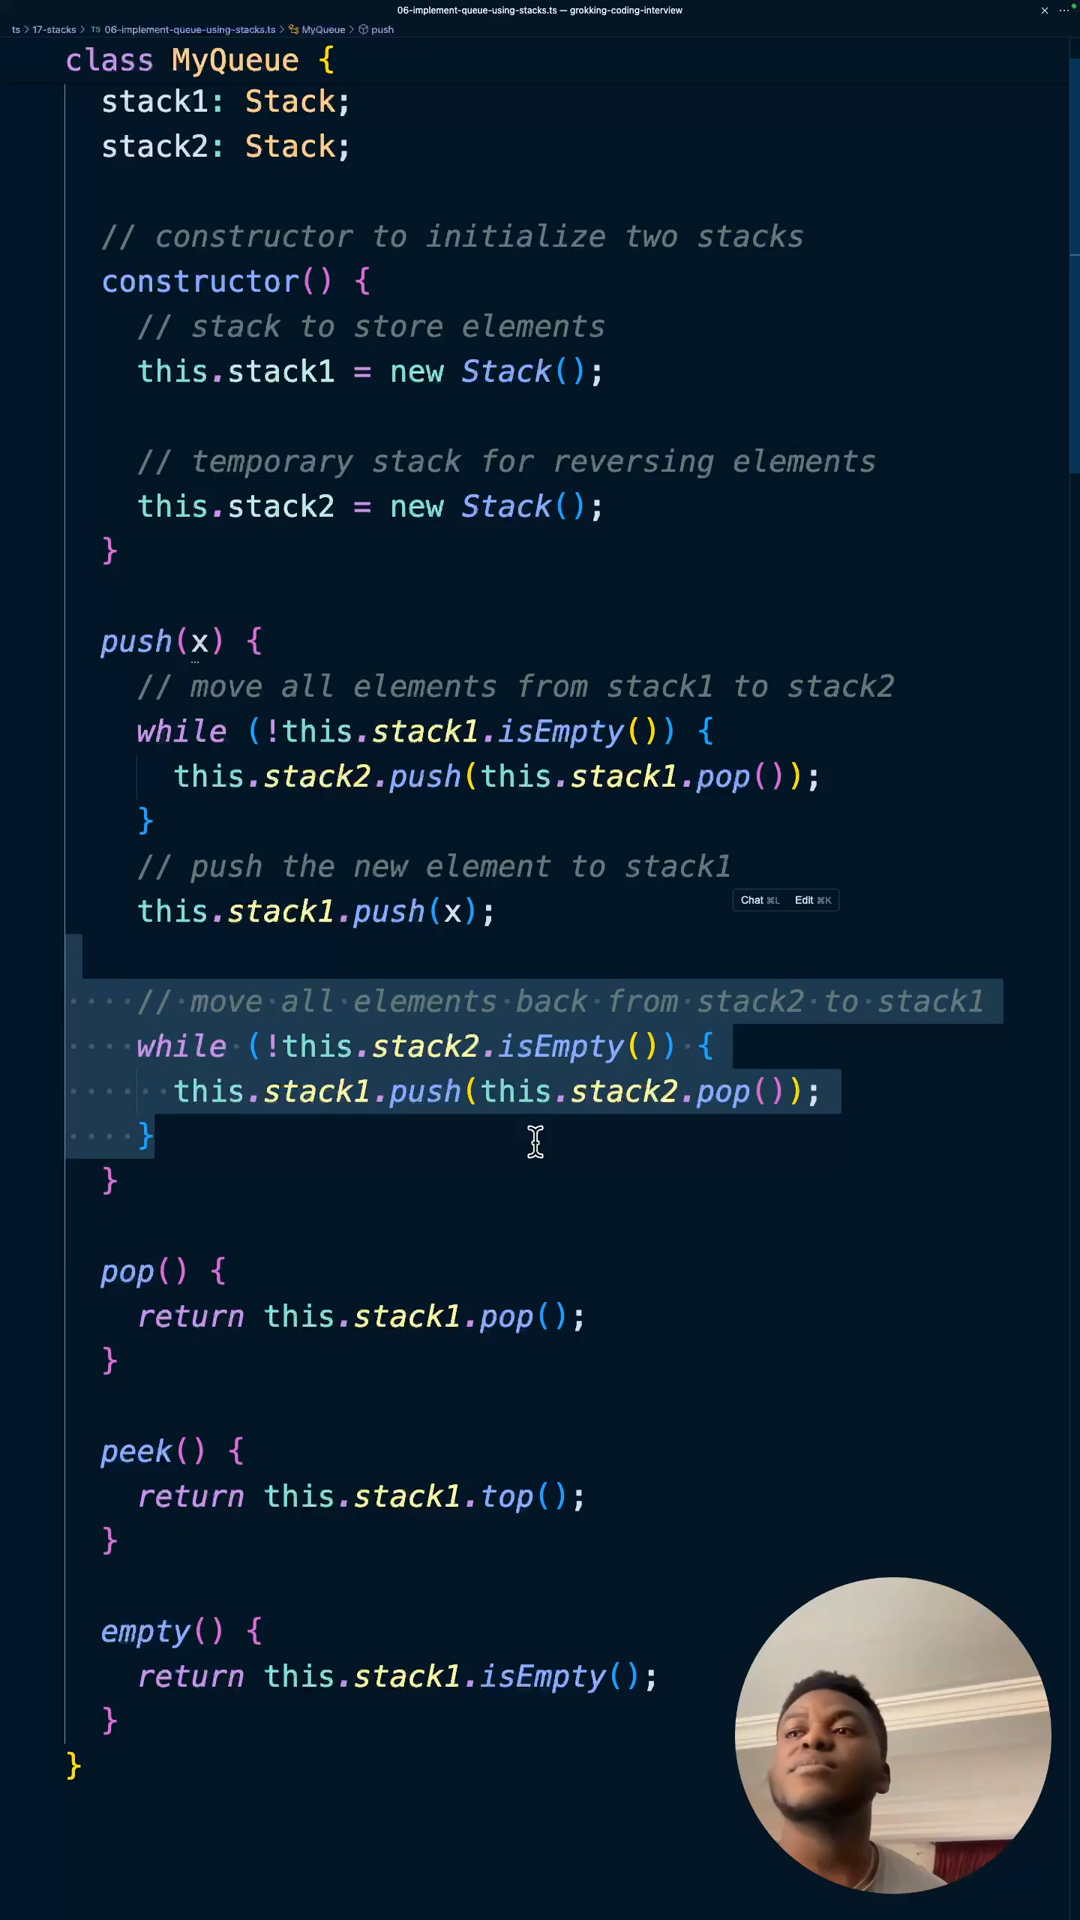 06-implement-queue-using-stacks.ts — grokking-coding-interview
ts > 17-stacks > TS 06-implement-queue-using-stacks.ts > MyQueue > push
class MyQueue {
stack1: Stack;
stack2: Stack;
// constructor to initialize two stacks
constructor() {
// stack to store elements
this.stack1 = new Stack();
// temporary stack for reversing elements
this.stack2 = new Stack();
}
push(x) {
// move all elements from stack1 to stack2
while (!this.stack1.isEmpty()) {
this.stack2.push(this.stack1.pop());
}
// push the new element to stack1
Chat ⌘L Edit ⌘K
this.stack1.push(x);
// move all elements back from stack2 to stack1
while (!this.stack2.isEmpty()) {
this.stack1.push(this.stack2.pop());
}
}
pop() {
return this.stack1.pop();
}
peek() {
return this.stack1.top();
}
empty() {
return this.stack1.isEmpty();
}
}